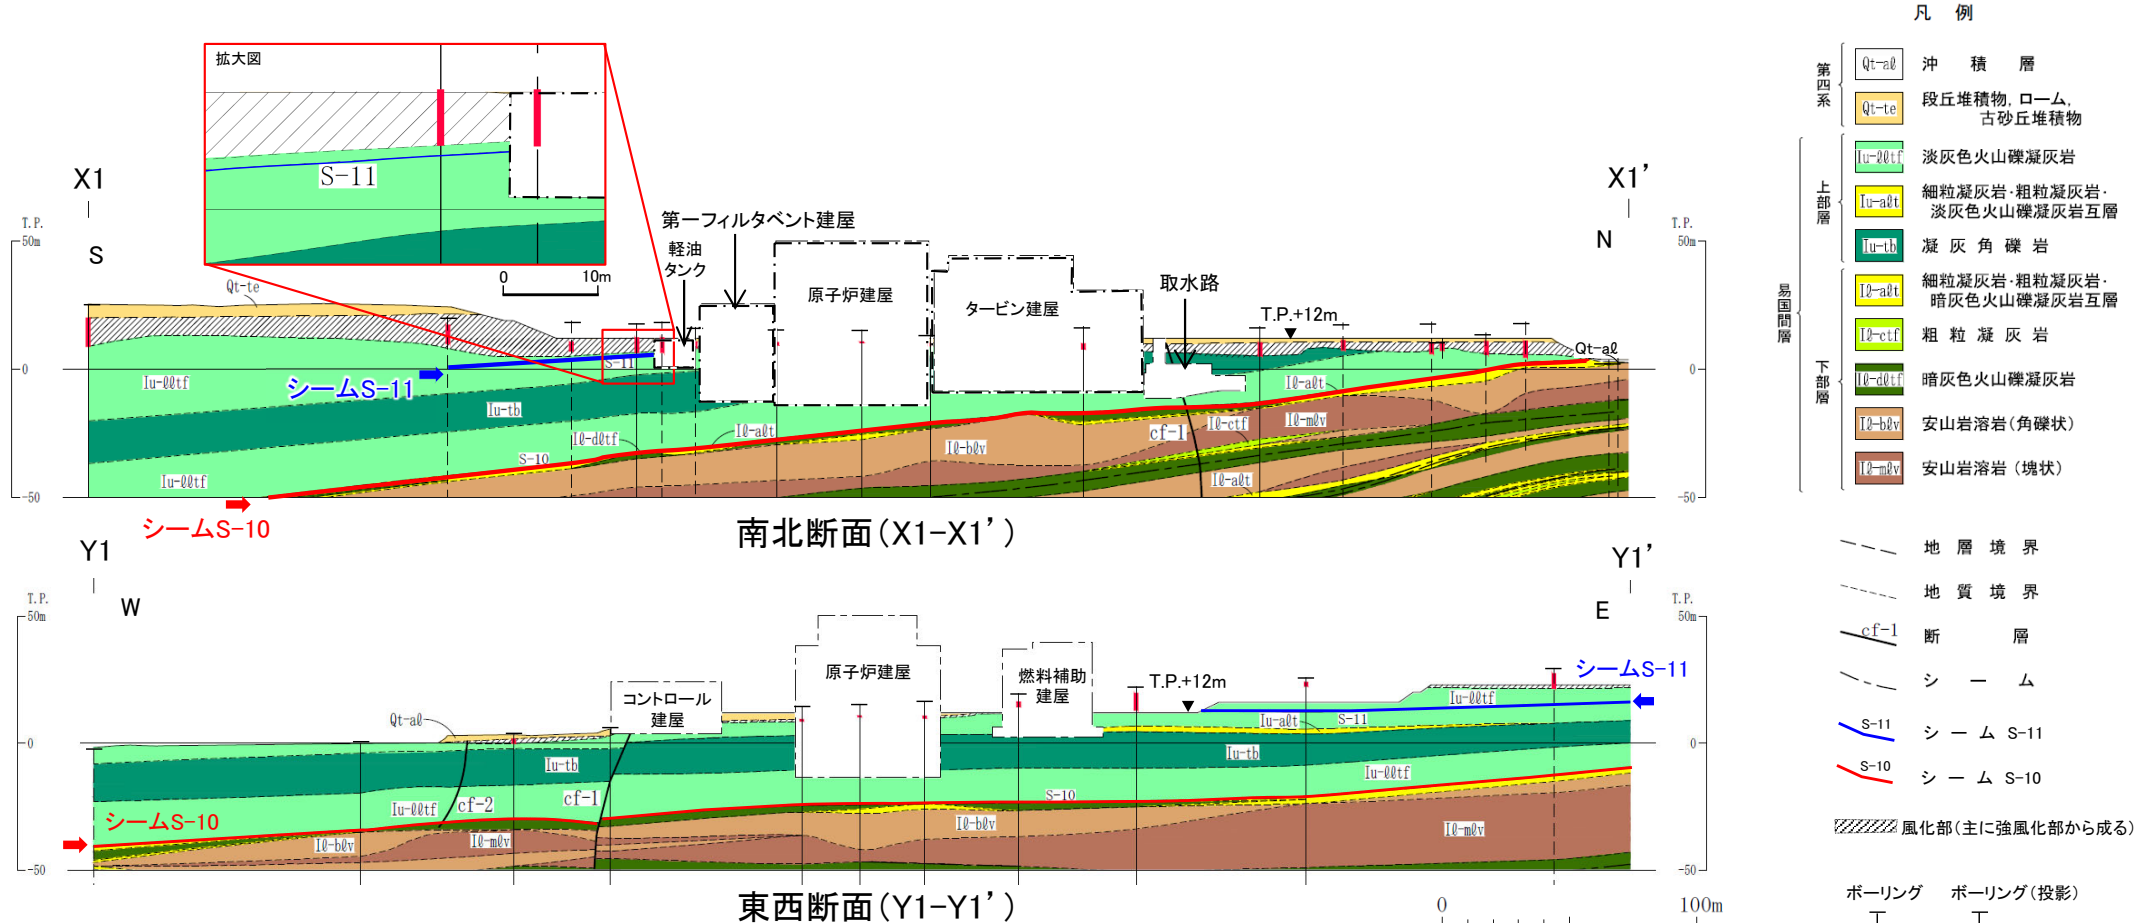 拡大図
S-11
0 10m
X1
T.P.
50m
S
0
-50
Qt-te
第一フィルタベント建屋
軽油
タンク
原子炉建屋
タービン建屋
取水路
T.P.+12m
X1'
N
T.P.
50m
0
-50
Qt-aℓ
S-11
シームS-11
Iu-ℓℓtf
Iu-tb
Iℓ-dℓtf
Iℓ-aℓt
S-10
Iu-ℓℓtf
シームS-10
Iℓ-bℓv
cf-1
Iℓ-ctf
Iℓ-aℓt
Iℓ-mℓv
Iℓ-aℓt
南北断面(X1-X1')
Y1
T.P.
50m
W
0
-50
Qt-aℓ
コントロール
建屋
原子炉建屋
燃料補助
建屋
T.P.+12m
Y1'
E
T.P.
50m
0
-50
シームS-11
Iu-ℓℓtf
Iu-aℓt
S-11
Iu-tb
Iu-tb
Iu-ℓℓtf
Iu-ℓℓtf
cf-2
cf-1
シームS-10
S-10
Iℓ-bℓv
Iℓ-mℓv
Iℓ-bℓv
Iℓ-mℓv
東西断面(Y1-Y1')
凡 例
第四系
Qt-aℓ 沖積層
Qt-te 段丘堆積物,ローム,
古砂丘堆積物
易国間層
上部層
Iu-ℓℓtf 淡灰色火山礫凝灰岩
Iu-aℓt 細粒凝灰岩・粗粒凝灰岩・
淡灰色火山礫凝灰岩互層
Iu-tb 凝灰角礫岩
下部層
Iℓ-aℓt 細粒凝灰岩・粗粒凝灰岩・
暗灰色火山礫凝灰岩互層
Iℓ-ctf 粗粒凝灰岩
Iℓ-dℓtf 暗灰色火山礫凝灰岩
Iℓ-bℓv 安山岩溶岩(角礫状)
Iℓ-mℓv 安山岩溶岩(塊状)
地層境界
地質境界
cf-1 断層
シーム
S-11 シームS-11
S-10 シームS-10
風化部(主に強風化部から成る)
ボーリング ボーリング(投影)
0 100m